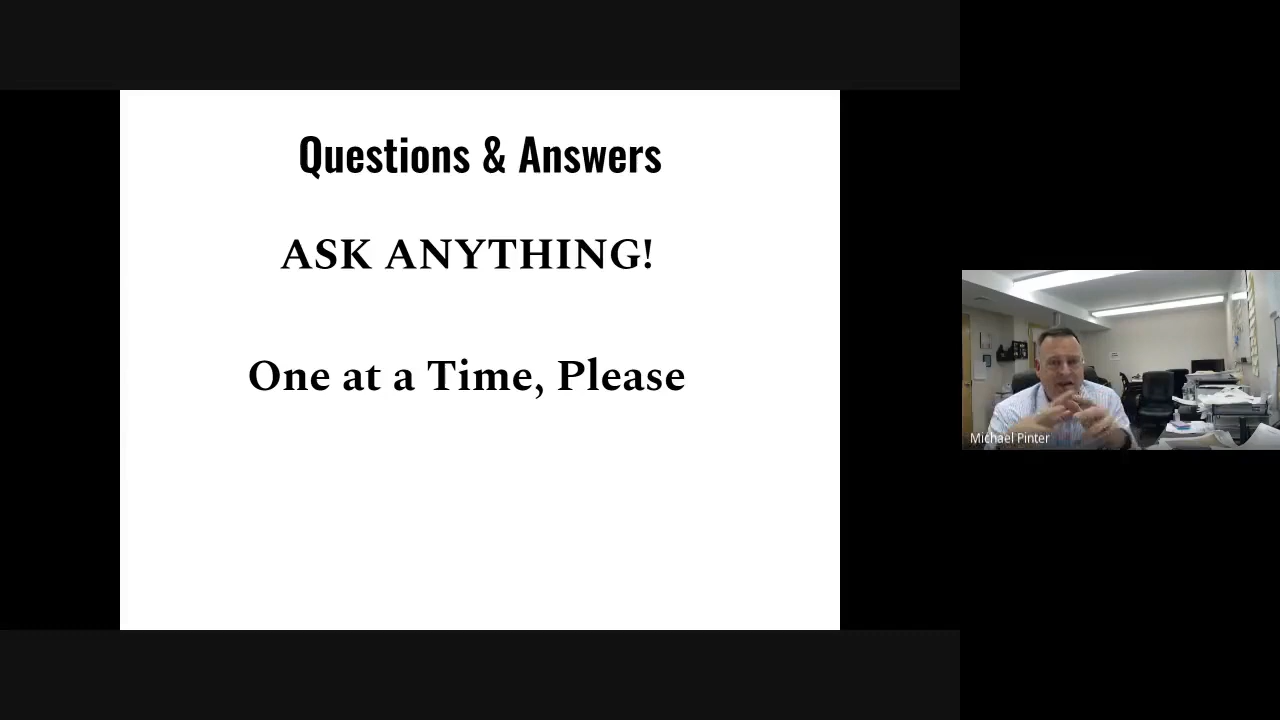 Questions & Answers
ASK ANYTHING!
One at a Time, Please
Michael Pinter